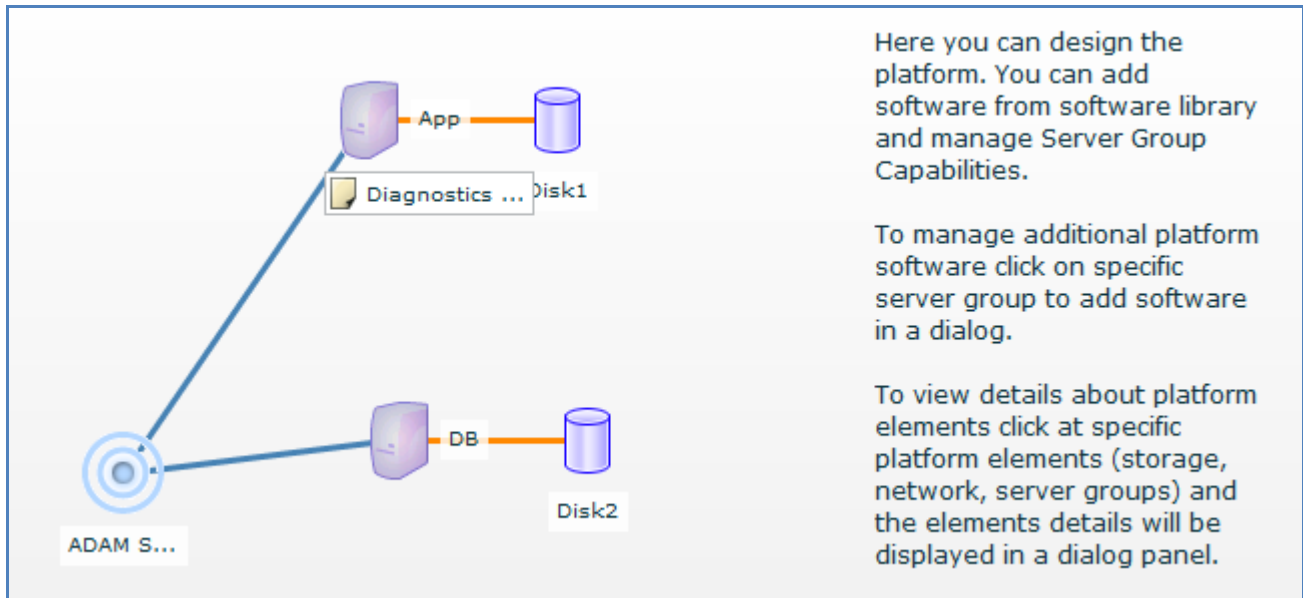 App
Diagnostics ...
Disk1
DB
Disk2
ADAM S...
Here you can design the
platform. You can add
software from software library
and manage Server Group
Capabilities.
To manage additional platform
software click on specific
server group to add software
in a dialog.
To view details about platform
elements click at specific
platform elements (storage,
network, server groups) and
the elements details will be
displayed in a dialog panel.